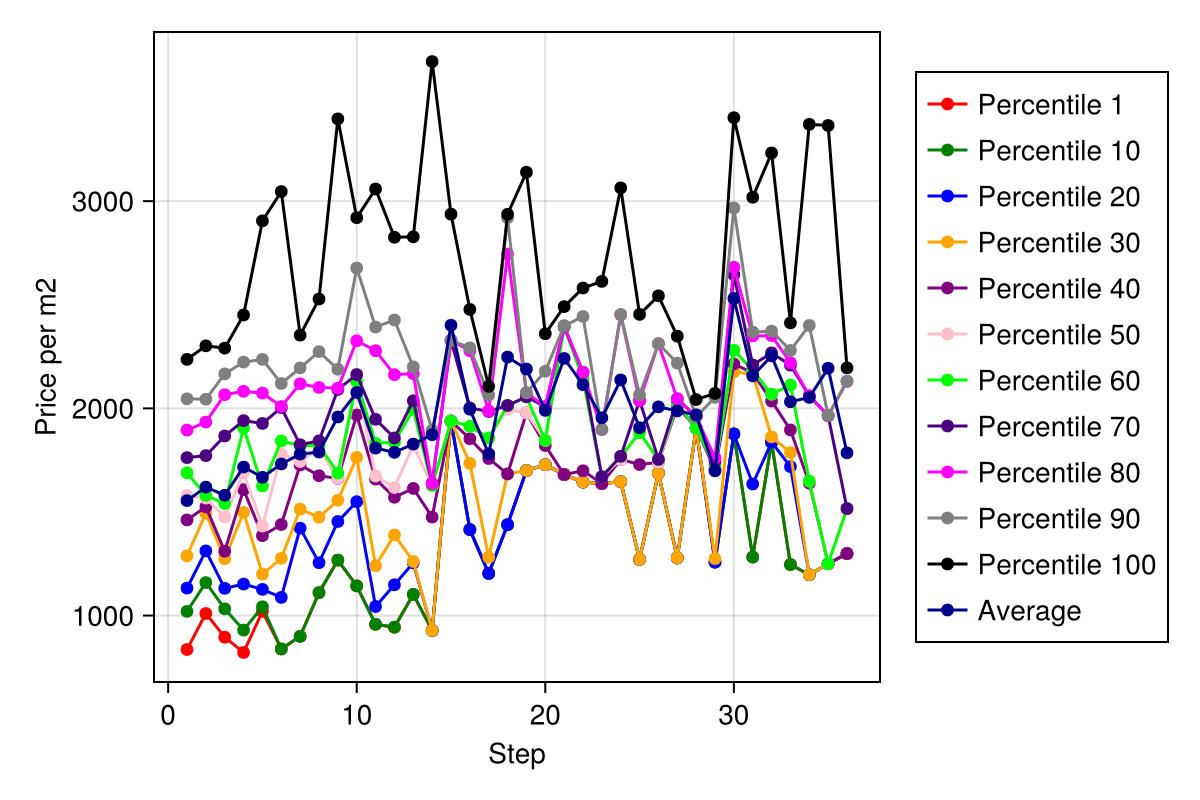 3000
2000
1000
Price per m2
0 10 20 30
Step
Percentile 1
Percentile 10
Percentile 20
Percentile 30
Percentile 40
Percentile 50
Percentile 60
Percentile 70
Percentile 80
Percentile 90
Percentile 100
Average